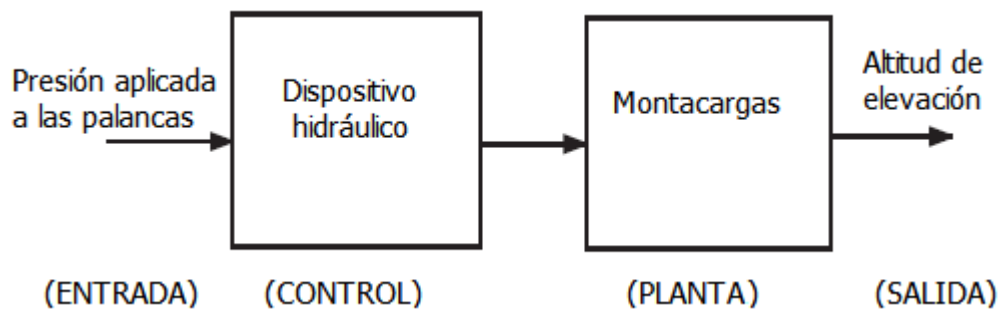 Presión aplicada
a las palancas
Dispositivo
hidráulico
Montacargas
Altitud de
elevación
(ENTRADA)
(CONTROL)
(PLANTA)
(SALIDA)